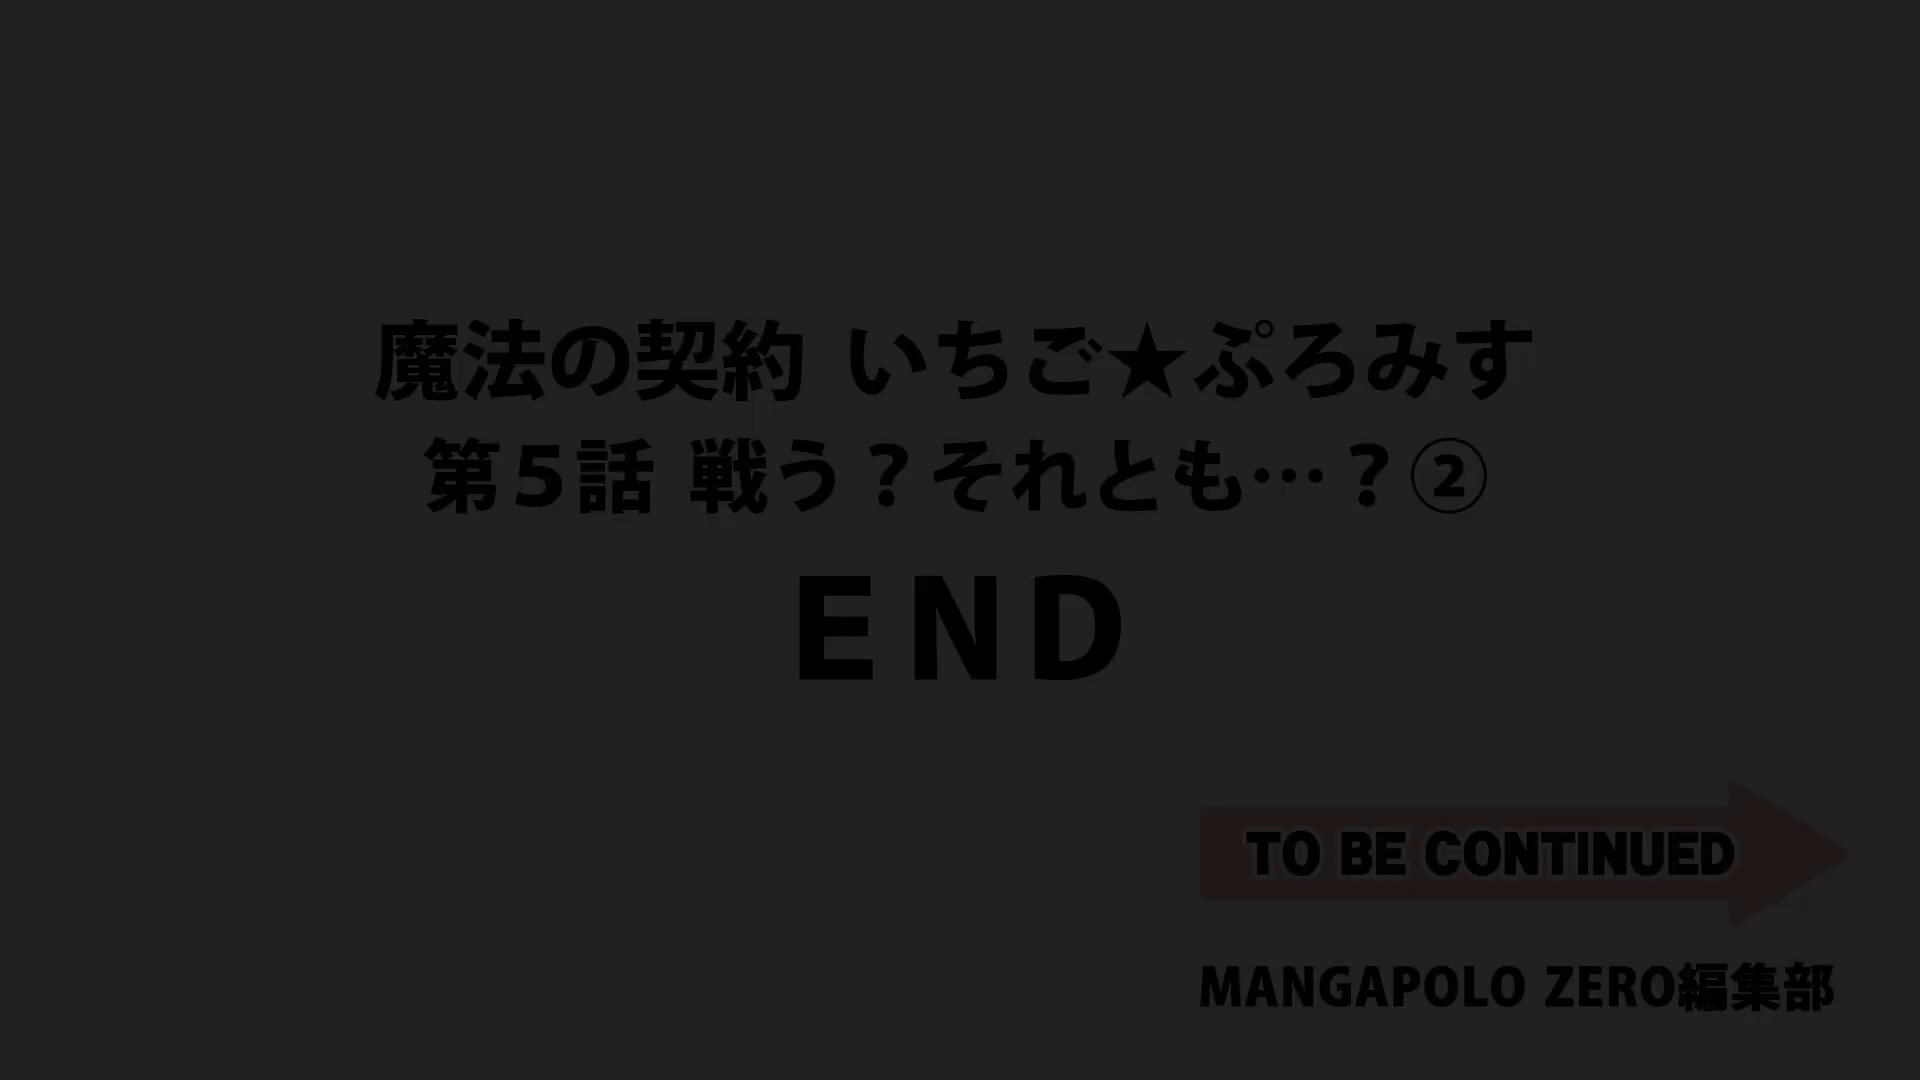 魔法の契約 いちご★ぷろみす
第5話 戦う？それとも…？②
END
TO BE CONTINUED
MANGAPOLO ZERO編集部